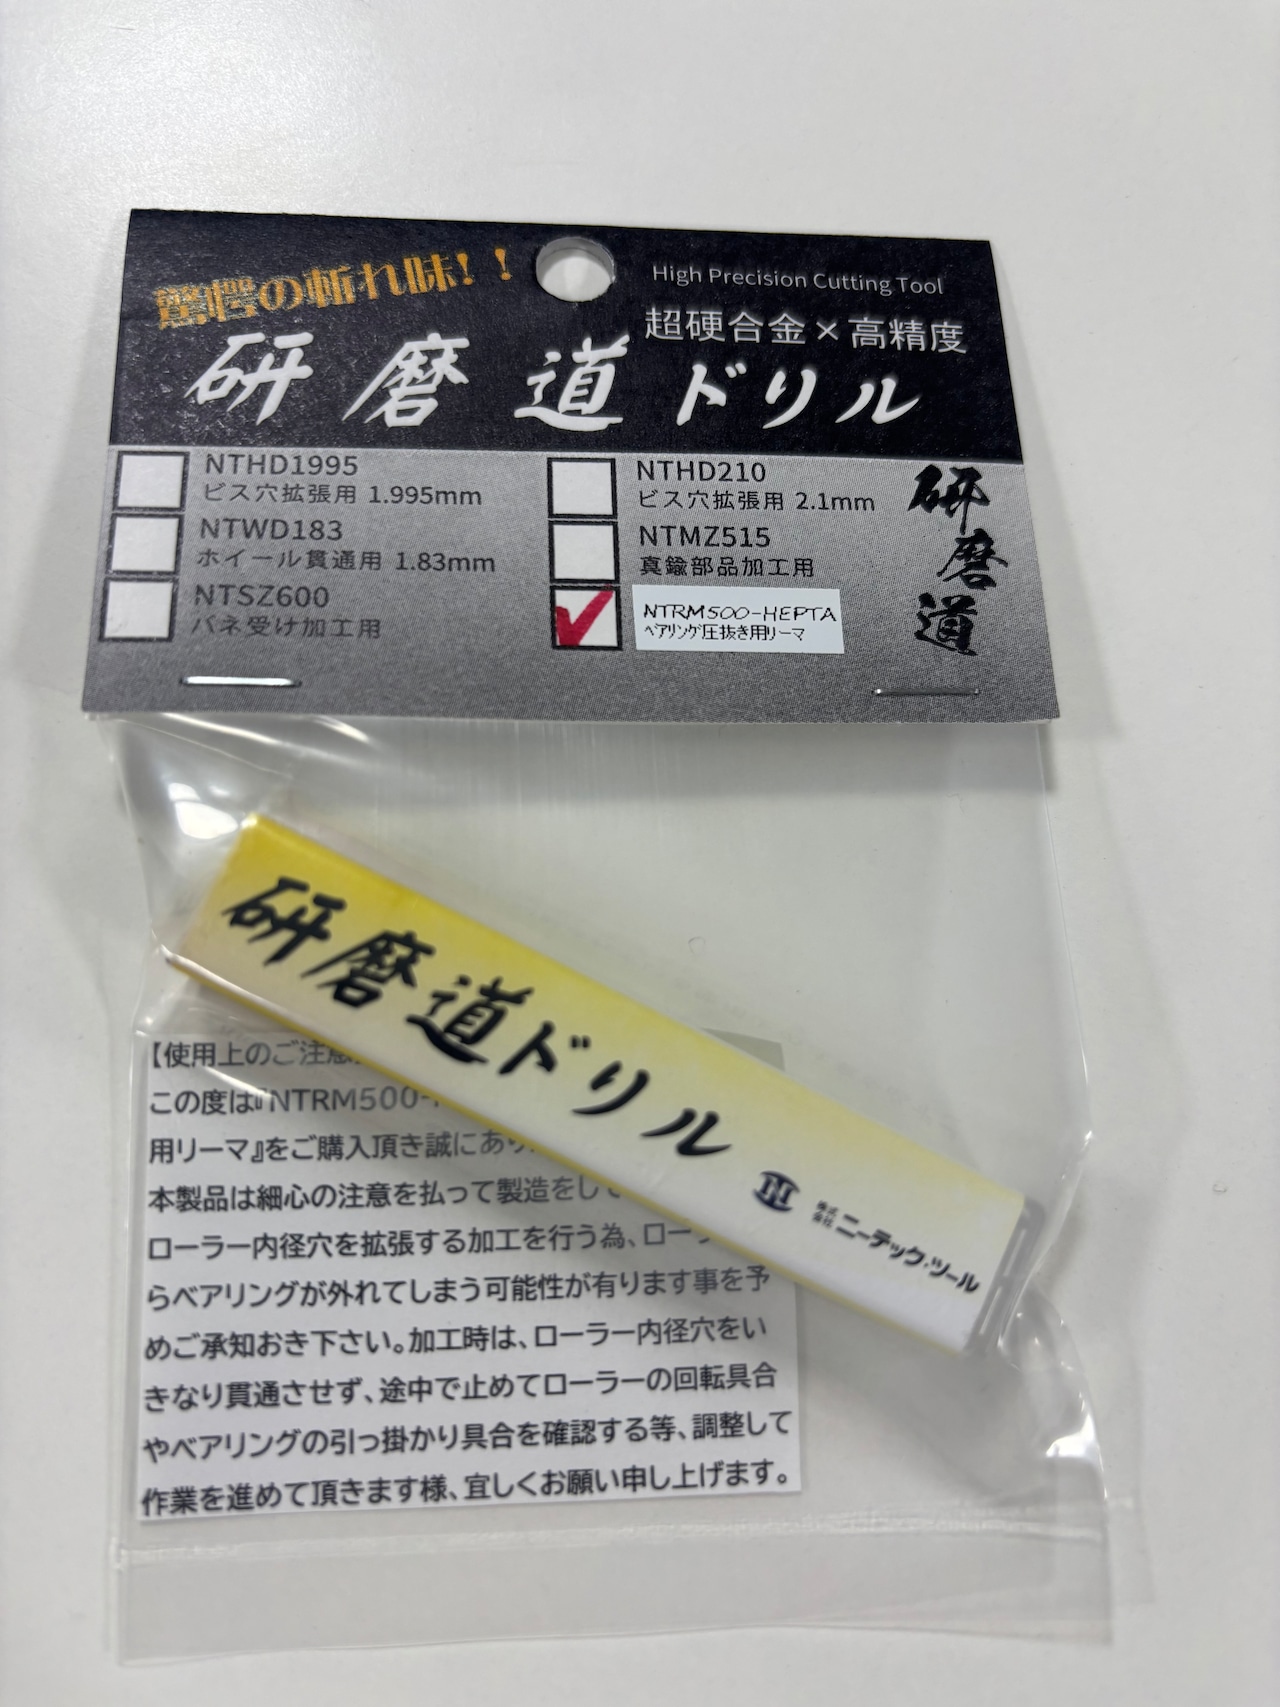 驚愕の斬れ味！！
High Precision Cutting Tool
超硬合金×高精度
研磨道ドリル
NTHD1995
ビス穴拡張用 1.995mm
NTWD183
ホイール貫通用 1.83mm
NTSZ600
バネ受け加工用
NTHD210
ビス穴拡張用 2.1mm
NTMZ515
真鍮部品加工用
NTRM500-HEPTA
ベアリング圧抜き用リーマ
研磨道
研磨道ドリル
株式会社 ニーテック・ツール
【使用上のご注意
この度は『NTRM500-
用リーマ』をご購入頂き誠にあり
本製品は細心の注意を払って製造をして
ローラー内径穴を拡張する加工を行う為、ロー
らベアリングが外れてしまう可能性が有ります事を予
めご承知おき下さい。加工時は、ローラー内径穴をい
きなり貫通させず、途中で止めてローラーの回転具合
やベアリングの引っ掛かり具合を確認する等、調整して
作業を進めて頂きます様、宜しくお願い申し上げます。